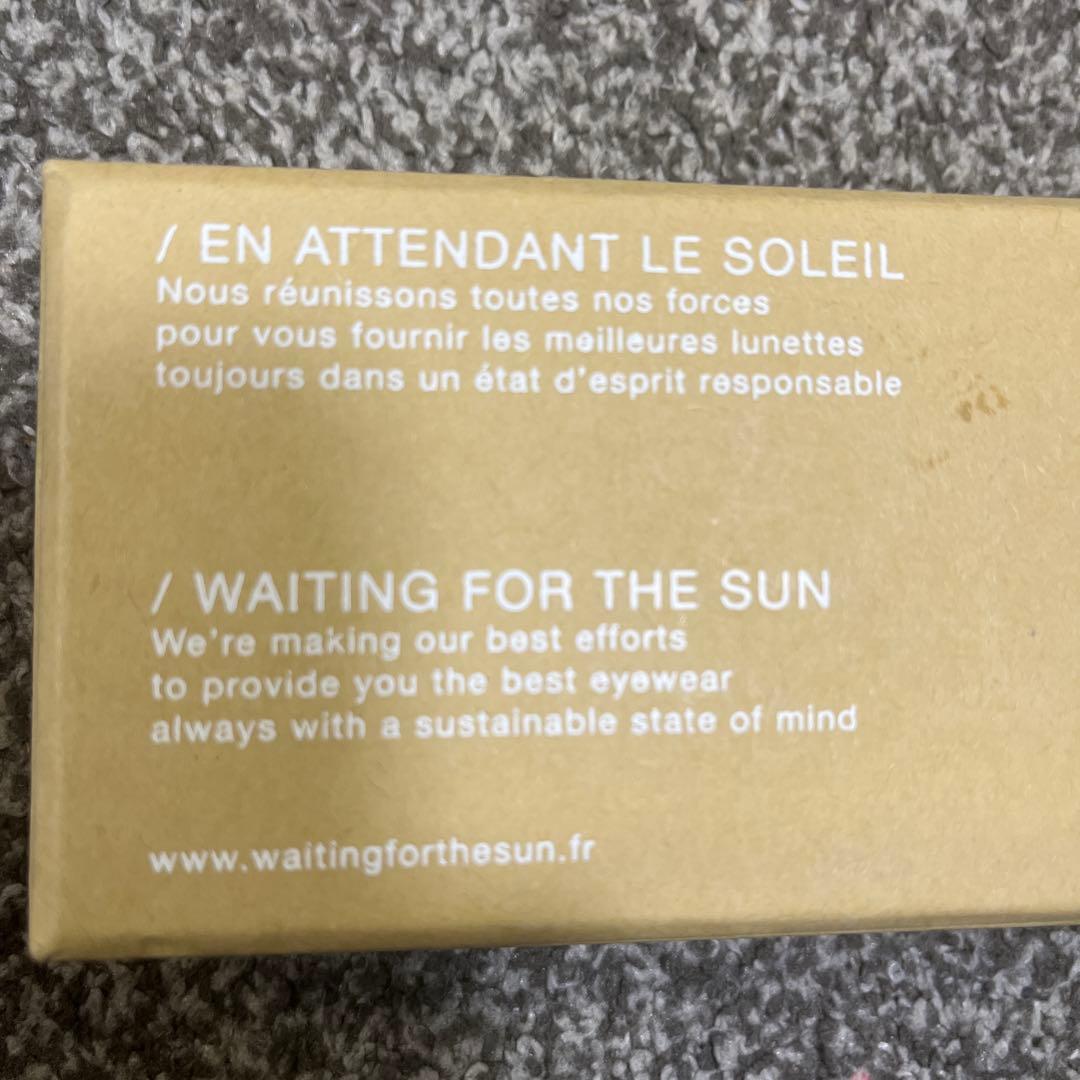 / EN ATTENDANT LE SOLEIL
Nous réunissons toutes nos forces
pour vous fournir les meilleures lunettes
toujours dans un état d'esprit responsable
/ WAITING FOR THE SUN
We're making our best efforts
to provide you the best eyewear
always with a sustainable state of mind
www.waitingforthesun.fr